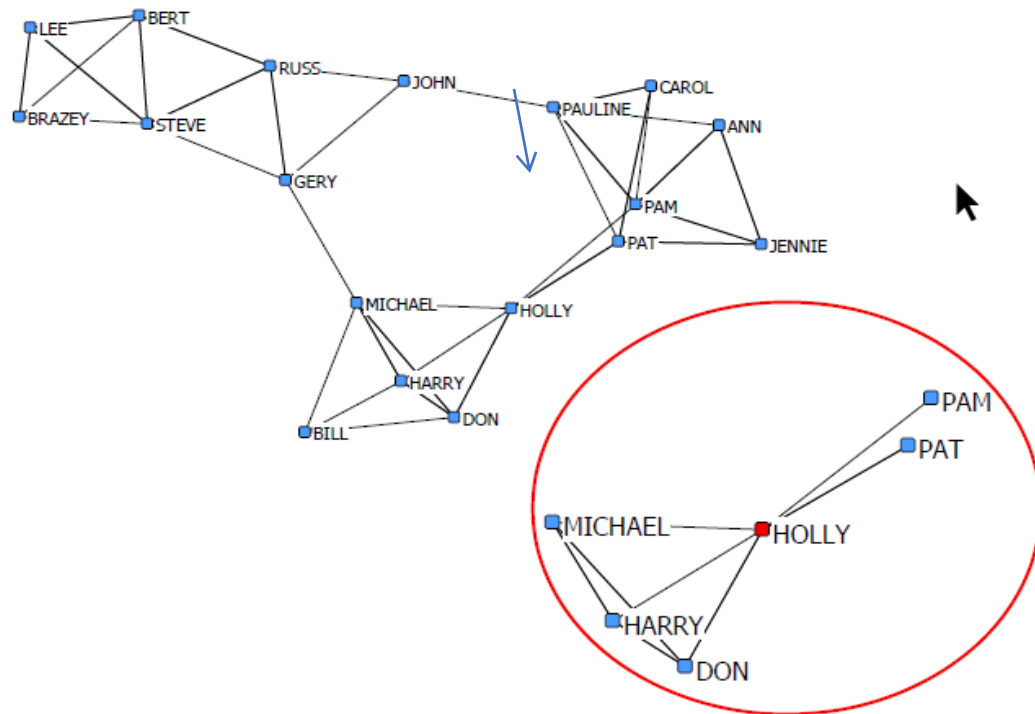 LEE
BERT
RUSS
JOHN
CAROL
PAULINE
BRAZEY
STEVE
ANN
GERY
PAM
PAT
JENNIE
MICHAEL
HOLLY
HARRY
DON
BILL
PAM
PAT
MICHAEL
HOLLY
HARRY
DON